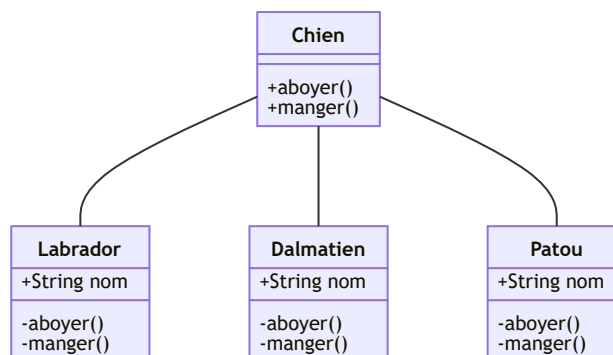 Chien
+aboyer()
+manger()
Labrador
+String nom
-aboyer()
-manger()
Dalmatien
+String nom
-aboyer()
-manger()
Patou
+String nom
-aboyer()
-manger()